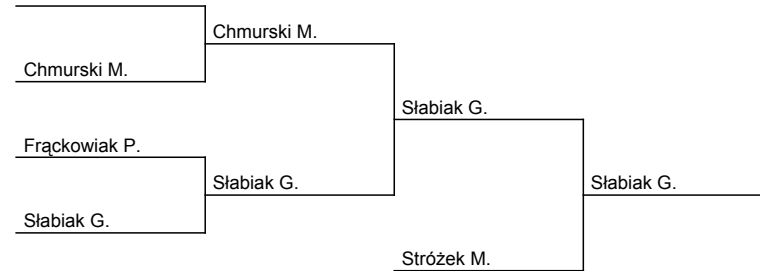 Chmurski M.
Chmurski M.
Słabiak G.
Frąckowiak P.
Słabiak G.
Słabiak G.
Słabiak G.
Stróżek M.